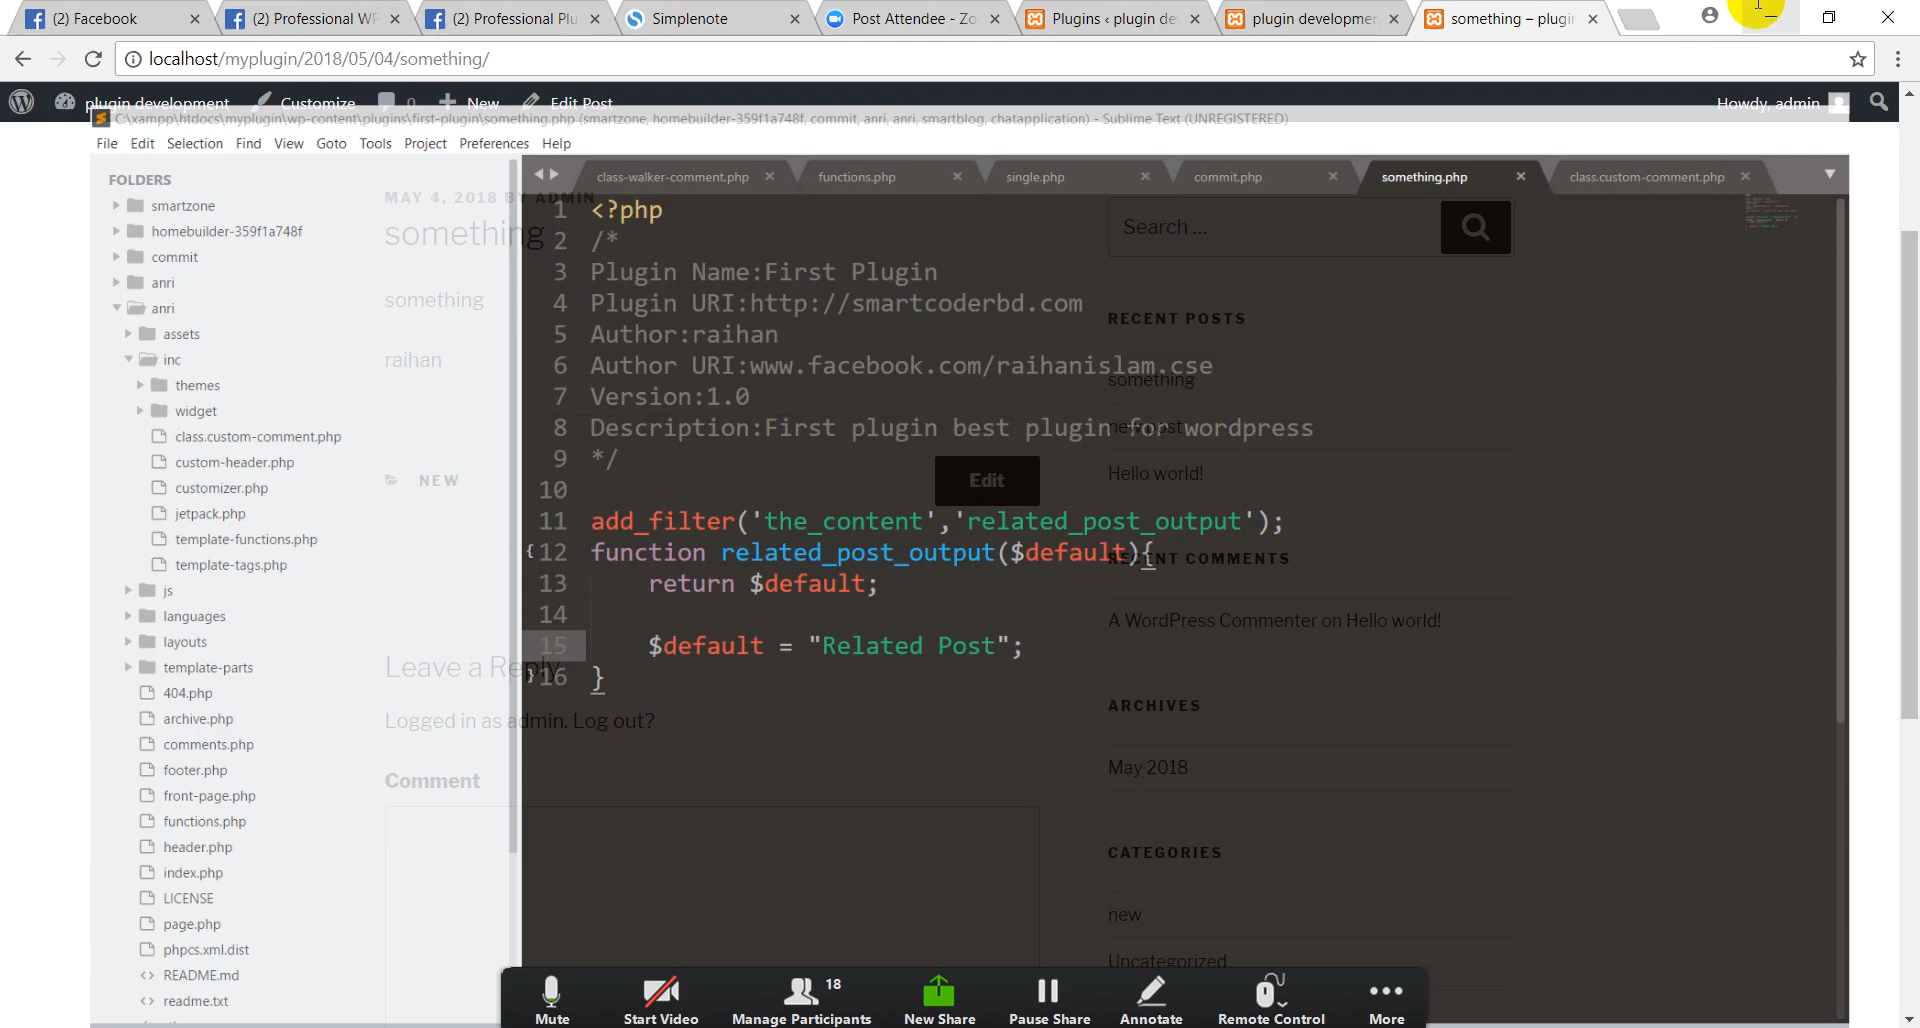 (2) Facebook
(2) Professional WP
(2) Professional Plu
Simplenote
Post Attendee - Zo
Plugins ‹ plugin de
plugin developmen
something – plugin
localhost/myplugin/2018/05/04/something/
plugin development
Customize
0
New
Edit Post
Howdy, admin
C:\xampp\htdocs\myplugin\wp-content\plugins\first-plugin\something.php (smartzone, homebuilder-359f1a748f, commit, anri, anri, smartblog, chatapplication) - Sublime Text (UNREGISTERED)
File Edit Selection Find View Goto Tools Project Preferences Help
FOLDERS
smartzone
homebuilder-359f1a748f
commit
anri
anri
assets
inc
themes
widget
class.custom-comment.php
custom-header.php
customizer.php
jetpack.php
template-functions.php
template-tags.php
js
languages
layouts
template-parts
404.php
archive.php
comments.php
footer.php
front-page.php
functions.php
header.php
index.php
LICENSE
page.php
phpcs.xml.dist
README.md
readme.txt
class-walker-comment.php
functions.php
single.php
commit.php
something.php
class.custom-comment.php
1 <?php
2 /*
3 Plugin Name:First Plugin
4 Plugin URI:http://smartcoderbd.com
5 Author:raihan
6 Author URI:www.facebook.com/raihanislam.cse
7 Version:1.0
8 Description:First plugin best plugin for wordpress
9 */
10
11 add_filter('the_content','related_post_output');
12 function related_post_output($default){
13 return $default;
14
15 $default = "Related Post";
16 }
MAY 4, 2018 BY ADMIN
something
something
raihan
NEW
Edit
Leave a Reply
Logged in as admin. Log out?
Comment
Search ...
RECENT POSTS
something
new post
Hello world!
RECENT COMMENTS
A WordPress Commenter on Hello world!
ARCHIVES
May 2018
CATEGORIES
new
Uncategorized
Mute
Start Video
18
Manage Participants
New Share
Pause Share
Annotate
Remote Control
More